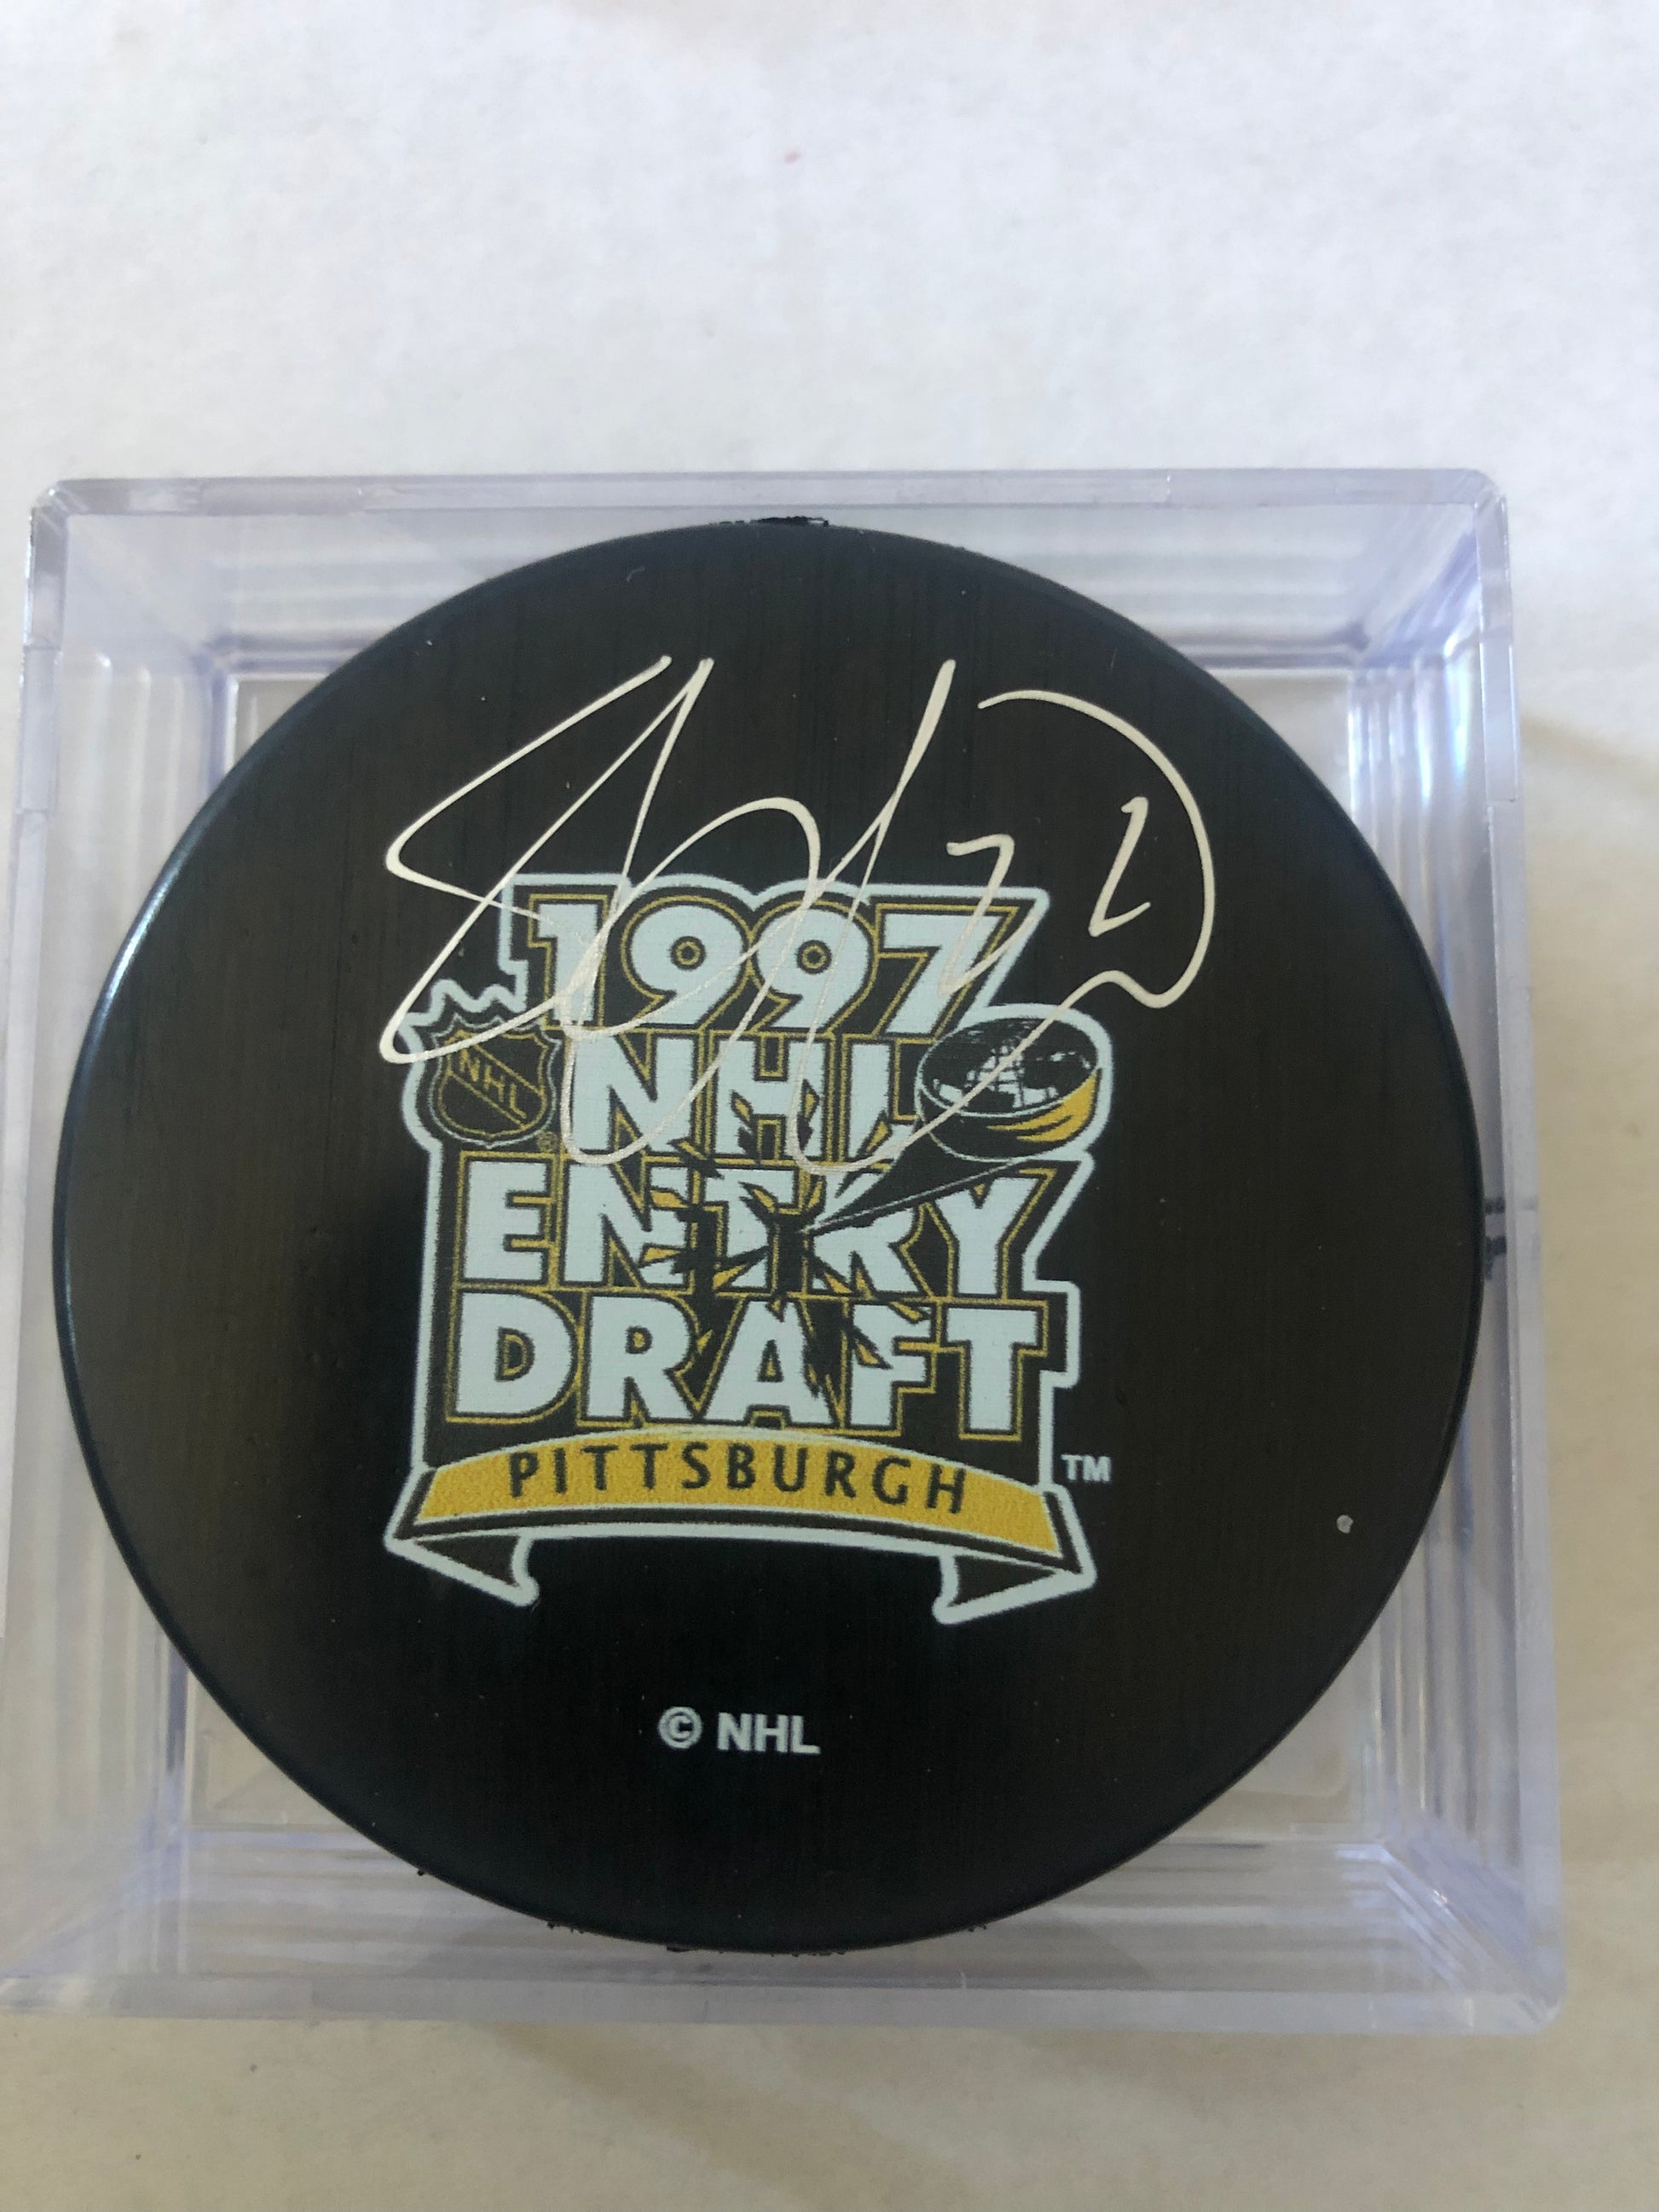 1997
NHL
NHL
ENTRY
DRAFT
PITTSBURGH
TM
© NHL